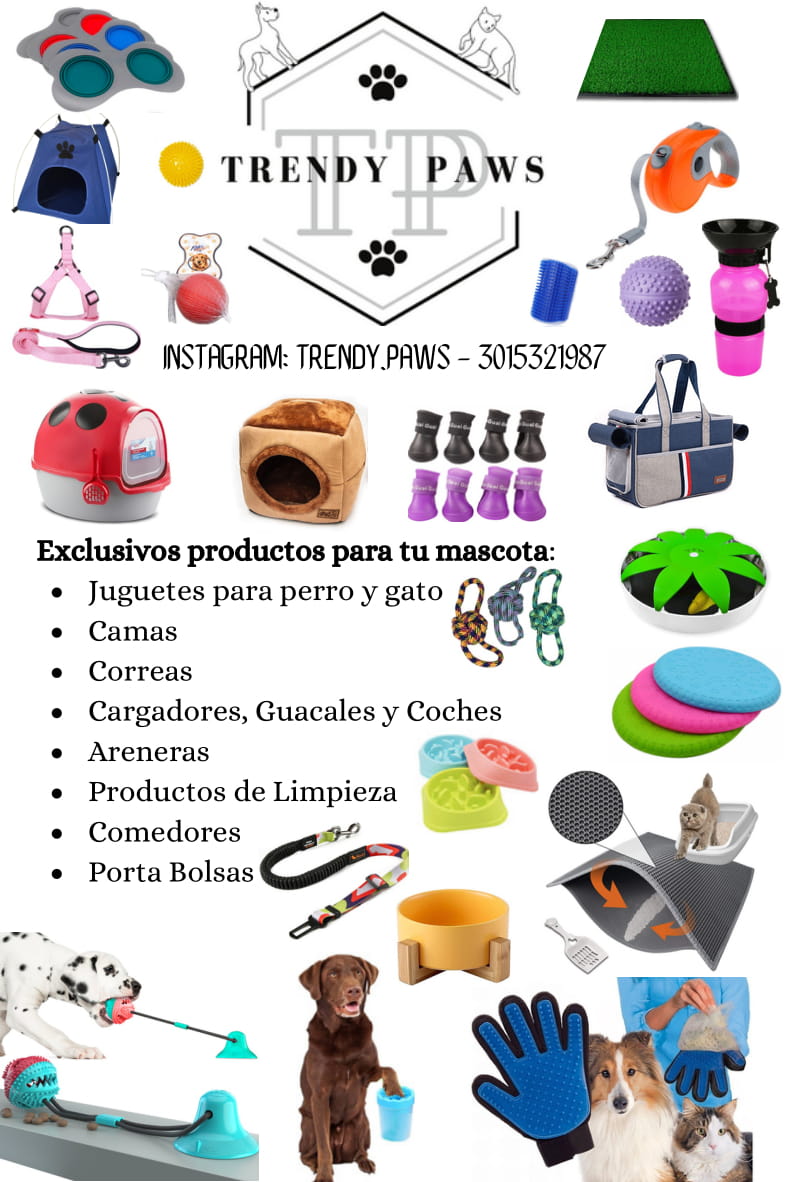 TRENDY PAWS
TP
INSTAGRAM: TRENDY.PAWS - 3015321987
Exclusivos productos para tu mascota:
Juguetes para perro y gato
Camas
Correas
Cargadores, Guacales y Coches
Areneras
Productos de Limpieza
Comedores
Porta Bolsas